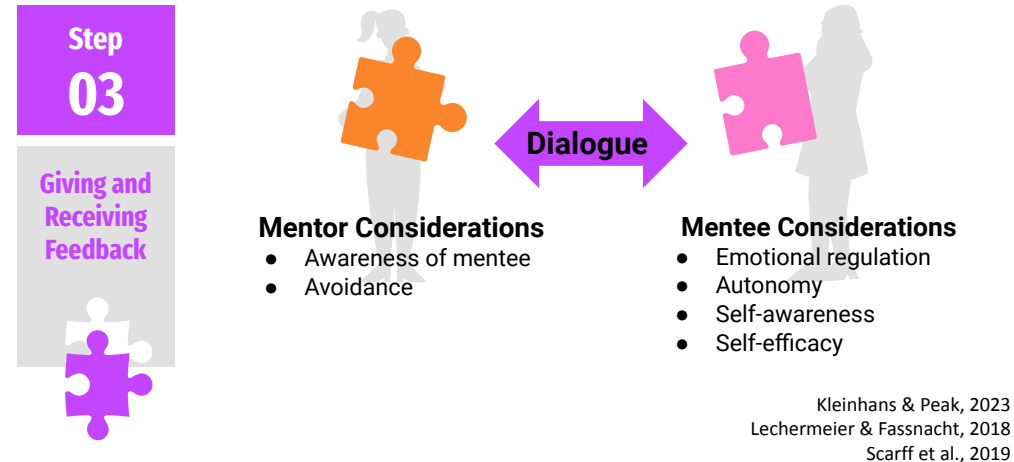 Step
03
Giving and
Receiving
Feedback
Dialogue
Mentor Considerations
● Awareness of mentee
● Avoidance
Mentee Considerations
● Emotional regulation
● Autonomy
● Self-awareness
● Self-efficacy
Kleinhans & Peak, 2023
Lechermeier & Fassnacht, 2018
Scarff et al., 2019